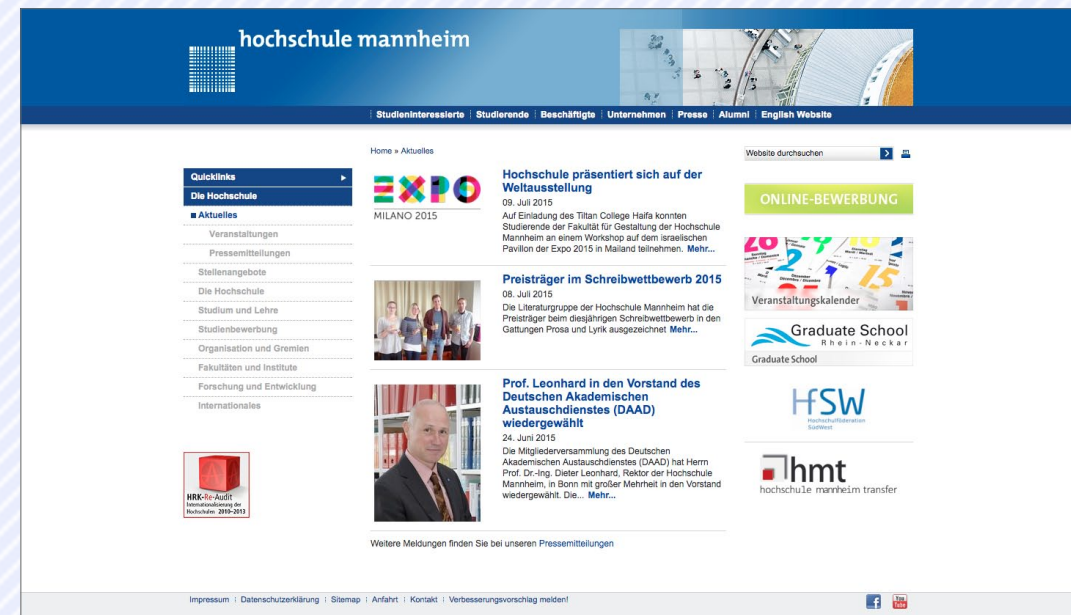 hochschule mannheim
Studieninteressierte | Studierende | Beschäftigte | Unternehmen | Presse | Alumni | English Website
Home » Aktuelles
Website durchsuchen
Quicklinks
Die Hochschule
Aktuelles
Veranstaltungen
Pressemitteilungen
Stellenangebote
Die Hochschule
Studium und Lehre
Studienbewerbung
Organisation und Gremien
Fakultäten und Institute
Forschung und Entwicklung
Internationales
HRK-Re-Audit
Internationalisierung der
Hochschulen 2010-2013
EXPO
MILANO 2015
Hochschule präsentiert sich auf der
Weltausstellung
09. Juli 2015
Auf Einladung des Tiltan College Haifa konnten
Studierende der Fakultät für Gestaltung der Hochschule
Mannheim an einem Workshop auf dem israelischen
Pavillon der Expo 2015 in Mailand teilnehmen. Mehr...
Preisträger im Schreibwettbewerb 2015
08. Juli 2015
Die Literaturgruppe der Hochschule Mannheim hat die
Preisträger beim diesjährigen Schreibwettbewerb in den
Gattungen Prosa und Lyrik ausgezeichnet Mehr...
Prof. Leonhard in den Vorstand des
Deutschen Akademischen
Austauschdienstes (DAAD)
wiedergewählt
24. Juni 2015
Die Mitgliederversammlung des Deutschen
Akademischen Austauschdienstes (DAAD) hat Herrn
Prof. Dr.-Ing. Dieter Leonhard, Rektor der Hochschule
Mannheim, in Bonn mit großer Mehrheit in den Vorstand
wiedergewählt. Die... Mehr...
Weitere Meldungen finden Sie bei unseren Pressemitteilungen
ONLINE-BEWERBUNG
Veranstaltungskalender
Graduate School
Rhein-Neckar
Graduate School
HfSW
Hochschulföderation
SüdWest
hmt
hochschule mannheim transfer
Impressum | Datenschutzerklärung | Sitemap | Anfahrt | Kontakt | Verbesserungsvorschlag melden!
You
Tube